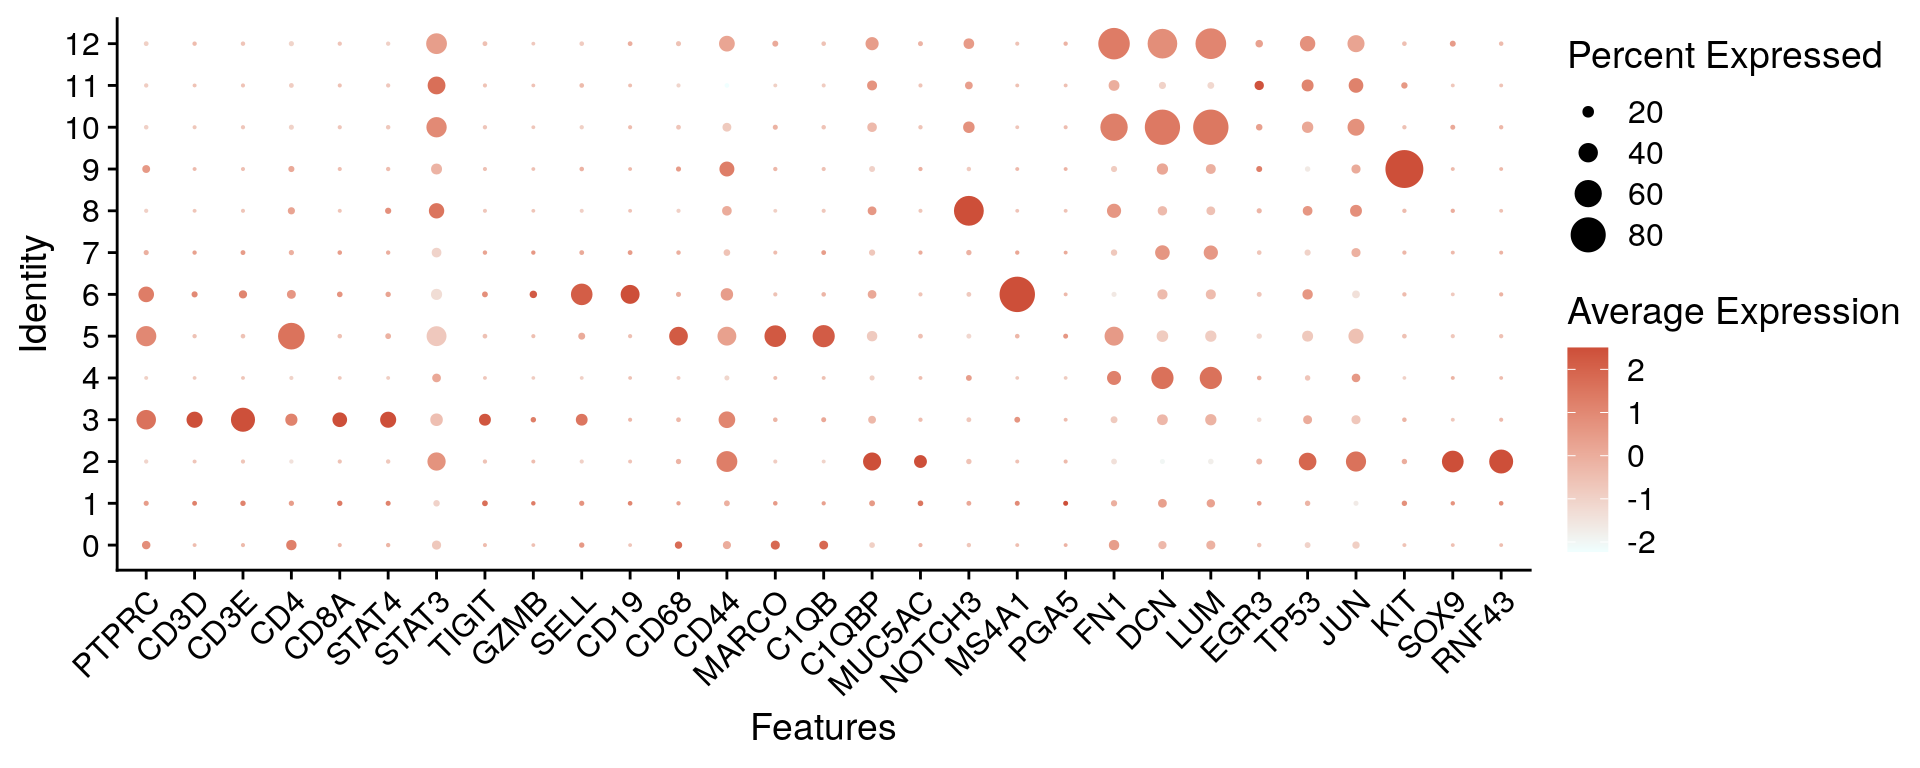 12
11
10
9
8
7
6
5
4
3
2
1
0
Identity
PTPRC
CD3D
CD3E
CD4
CD8A
STAT4
STAT3
TIGIT
GZMB
SELL
CD19
CD68
CD44
MARCO
C1QB
C1QBP
MUC5AC
NOTCH3
MS4A1
PGA5
FN1
DCN
LUM
EGR3
TP53
JUN
KIT
SOX9
RNF43
Features
Percent Expressed
20
40
60
80
Average Expression
2
1
0
-1
-2